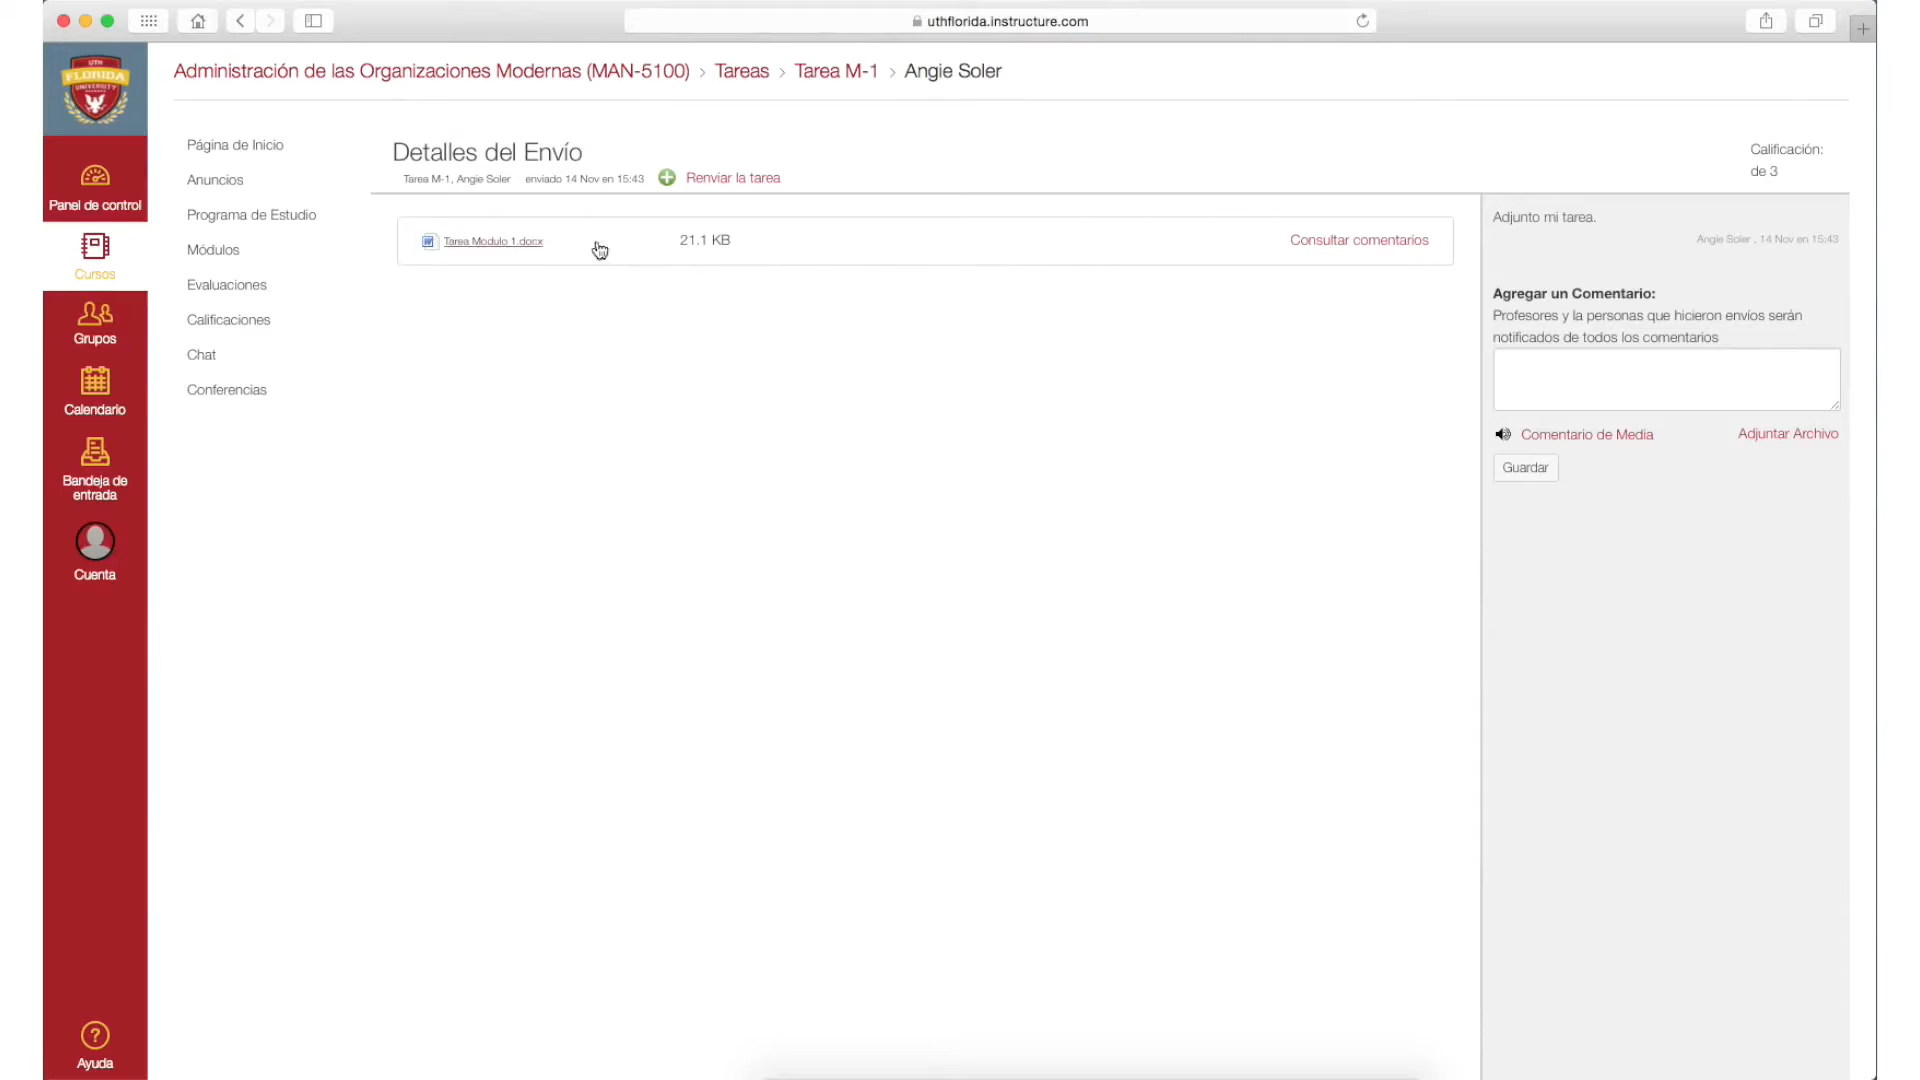 uthflorida.instructure.com
UTH
FLORIDA
UNIVERSITY
Administración de las Organizaciones Modernas (MAN-5100) › Tareas › Tarea M-1 › Angie Soler
Panel de control
Cursos
Grupos
Calendario
Bandeja de
entrada
Cuenta
Ayuda
Página de Inicio
Anuncios
Programa de Estudio
Módulos
Evaluaciones
Calificaciones
Chat
Conferencias
Detalles del Envío
Tarea M-1, Angie Soler enviado 14 Nov en 15:43 Renviar la tarea
Calificación:
de 3
Tarea Modulo 1.docx 21.1 KB Consultar comentarios
Adjunto mi tarea.
Angie Soler , 14 Nov en 15:43
Agregar un Comentario:
Profesores y la personas que hicieron envíos serán
notificados de todos los comentarios
Comentario de Media Adjuntar Archivo
Guardar